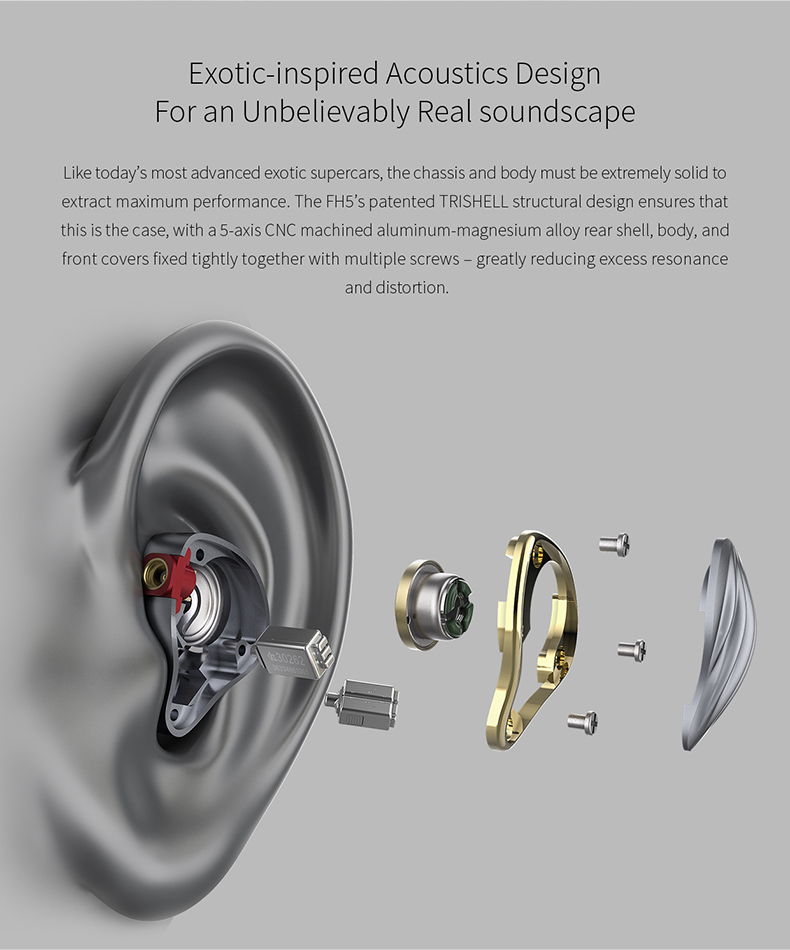 Exotic-inspired Acoustics Design
For an Unbelievably Real soundscape
Like today’s most advanced exotic supercars, the chassis and body must be extremely solid to
extract maximum performance. The FH5’s patented TRISHELL structural design ensures that
this is the case, with a 5-axis CNC machined aluminum-magnesium alloy rear shell, body, and
front covers fixed tightly together with multiple screws – greatly reducing excess resonance
and distortion.
30262